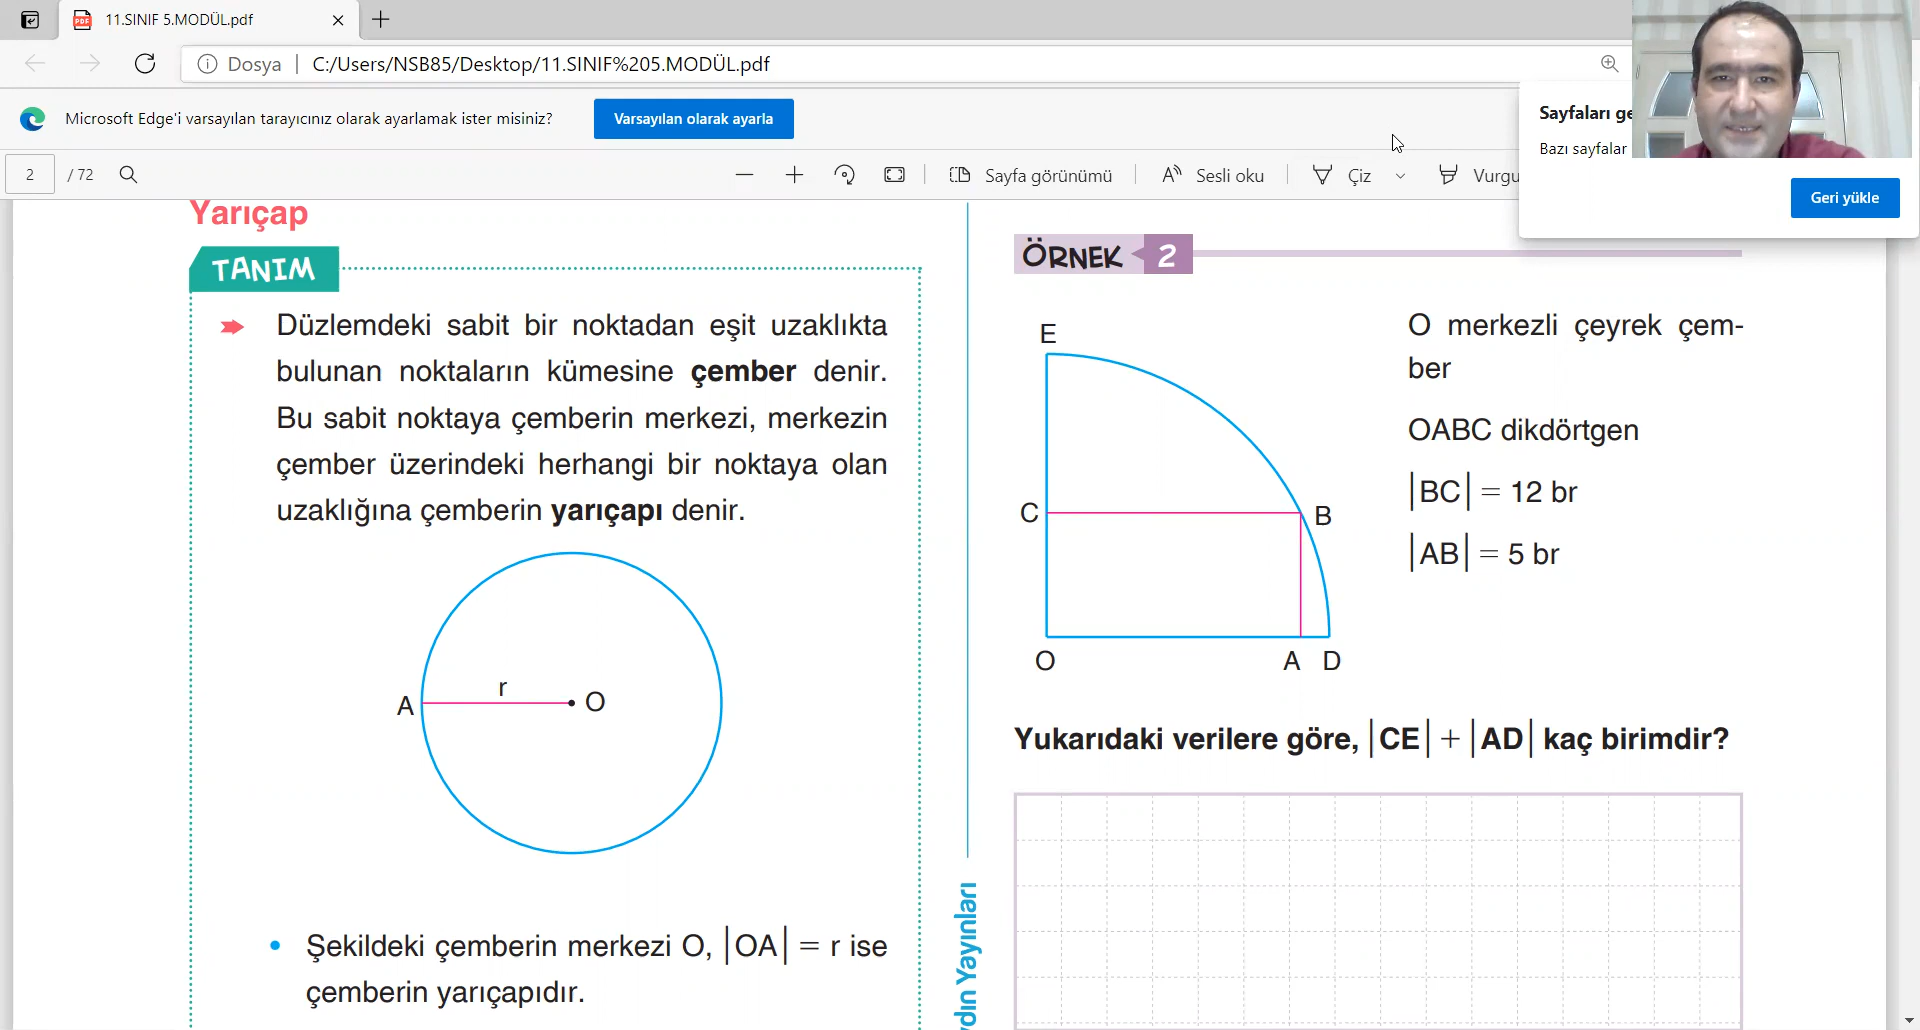 11.SINIF 5.MODÜL.pdf
Dosya
C:/Users/NSB85/Desktop/11.SINIF%205.MODÜL.pdf
Microsoft Edge'i varsayılan tarayıcınız olarak ayarlamak ister misiniz?
Varsayılan olarak ayarla
Sayfaları
Bazı sayfalar
Geri yükle
2 / 72
Sayfa görünümü
Sesli oku
Çiz
Yarıçap
TANIM
Düzlemdeki sabit bir noktadan eşit uzaklıkta
bulunan noktaların kümesine çember denir.
Bu sabit noktaya çemberin merkezi, merkezin
çember üzerindeki herhangi bir noktaya olan
uzaklığına çemberin yarıçapı denir.
A r O
• Şekildeki çemberin merkezi O, |OA| = r ise
çemberin yarıçapıdır.
ÖRNEK 2
E
C B
O A D
O merkezli çeyrek çem-
ber
OABC dikdörtgen
|BC| = 12 br
|AB| = 5 br
Yukarıdaki verilere göre, |CE| + |AD| kaç birimdir?
Yayınları